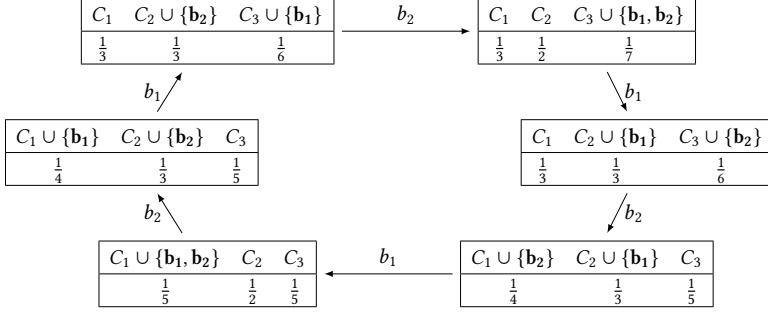 C₁ C₂ ∪ {b₂} C₃ ∪ {b₁}
1/3 1/3 1/6
b₂
C₁ C₂ C₃ ∪ {b₁, b₂}
1/3 1/2 1/7
b₁
b₁
C₁ ∪ {b₁} C₂ ∪ {b₂} C₃
1/4 1/3 1/5
C₁ C₂ ∪ {b₁} C₃ ∪ {b₂}
1/3 1/3 1/6
b₂
b₂
C₁ ∪ {b₁, b₂} C₂ C₃
1/5 1/2 1/5
b₁
C₁ ∪ {b₂} C₂ ∪ {b₁} C₃
1/4 1/3 1/5